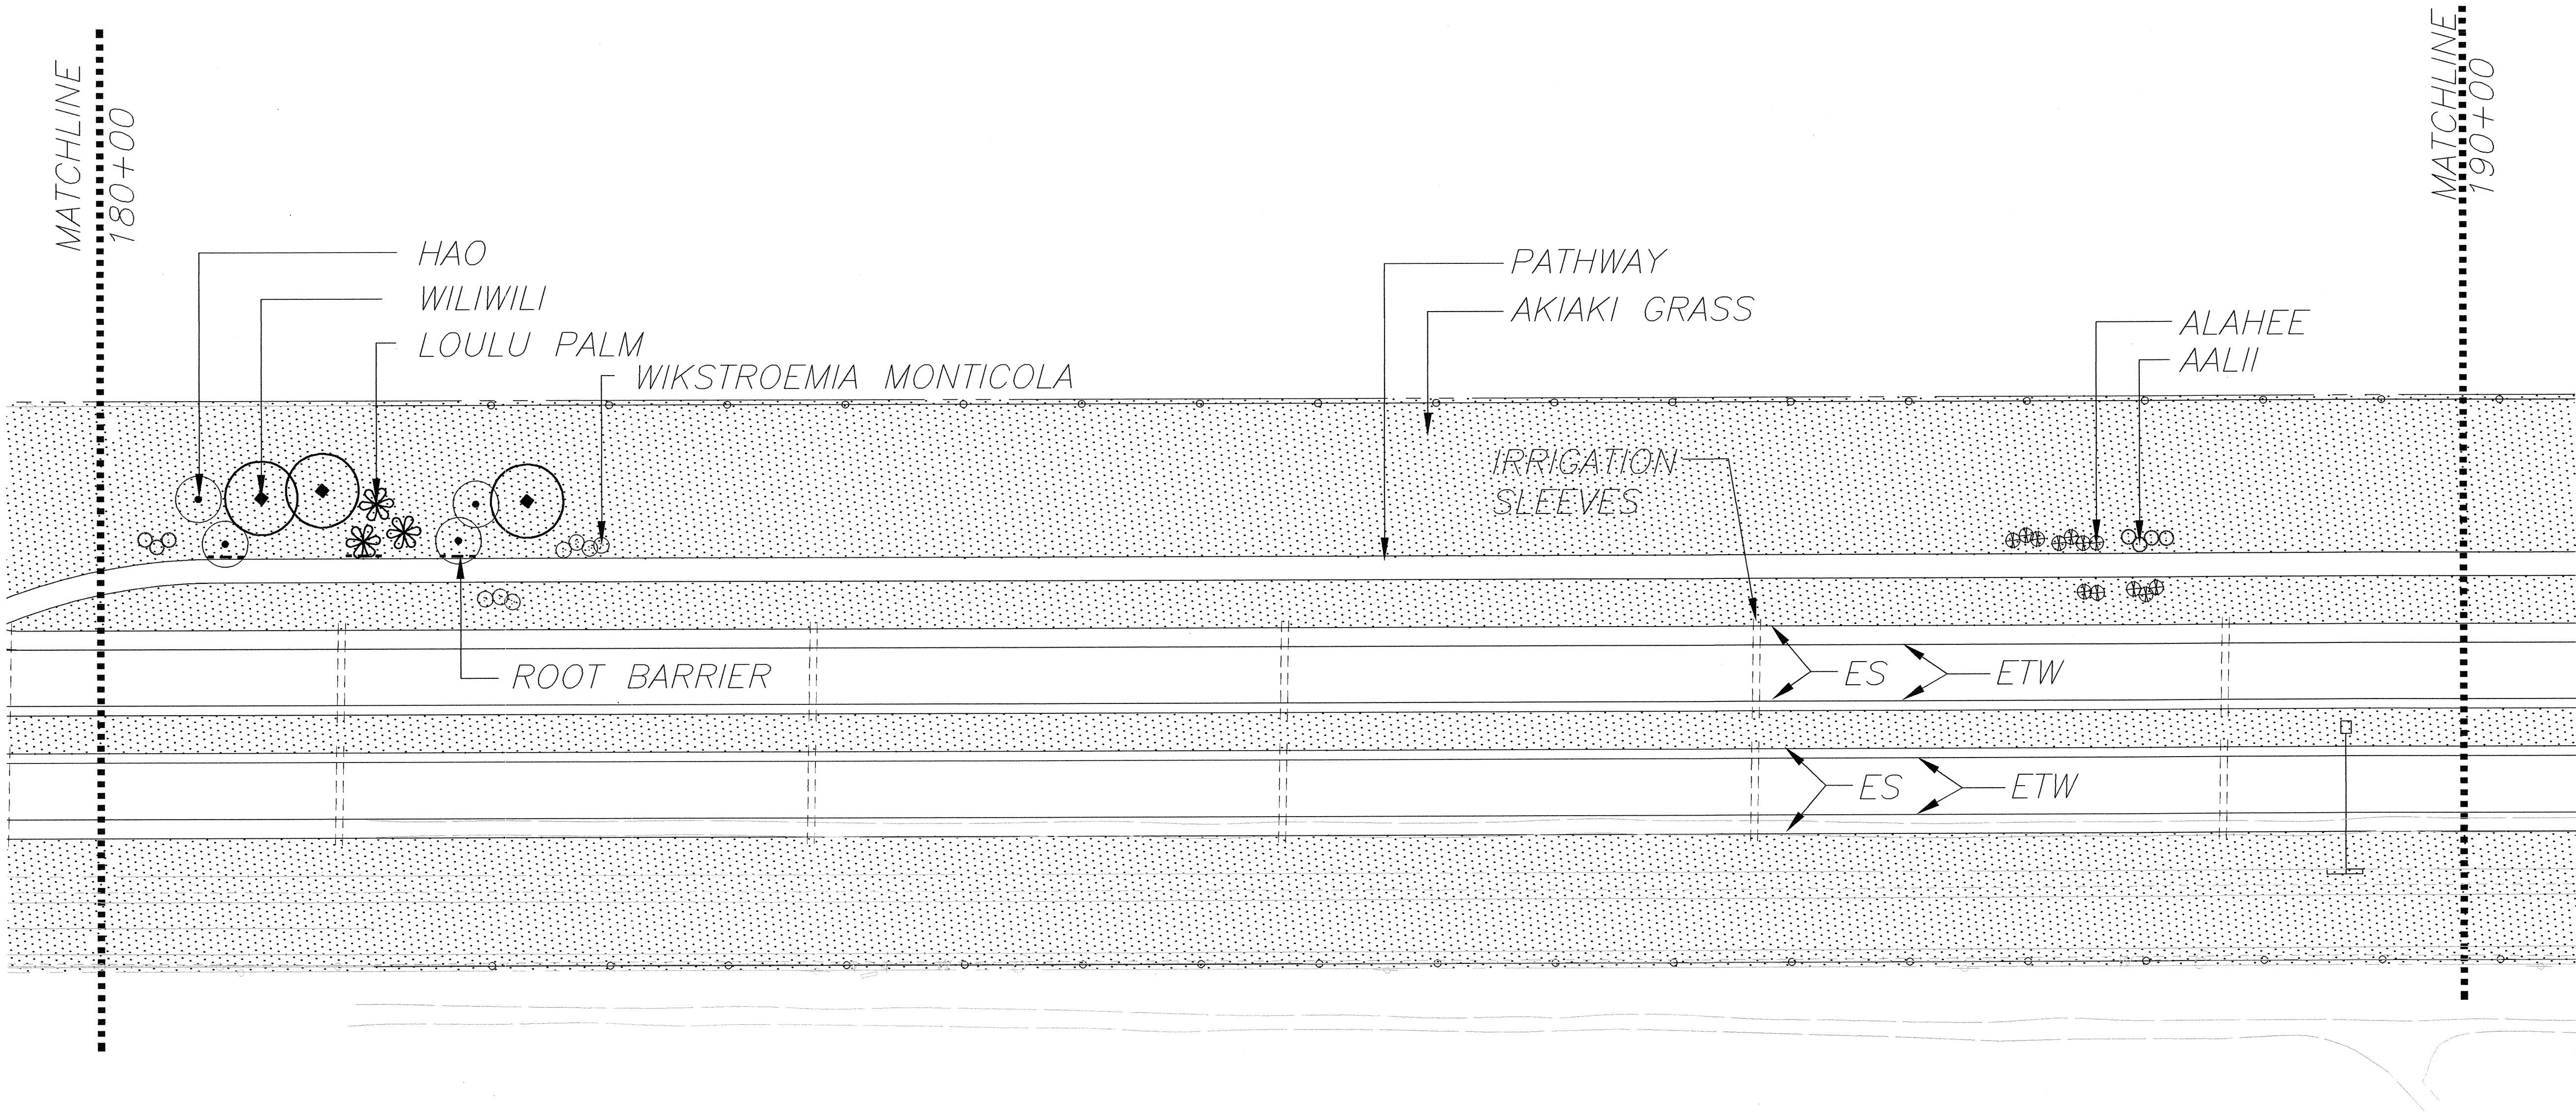 MATCHLINE
180+00
HAO
WILIWILI
LOULU PALM
WIKSTROEMIA MONTICOLA
ROOT BARRIER
PATHWAY
AKIAKI GRASS
IRRIGATION
SLEEVES
ES
ETW
ES
ETW
ALAHEE
AALII
MATCHLINE
190+00